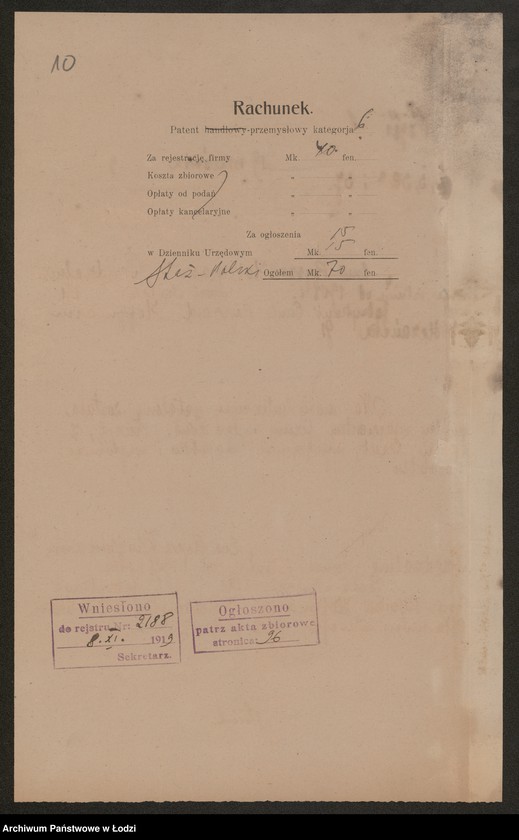 10
Rachunek.
Patent handlowy-przemysłowy kategorja 6
Za rejestrację firmy Mk. 40 fen.
Koszta zbiorowe " "
Opłaty od podań " "
Opłaty kancelaryjne " "
Za ogłoszenia 15
w Dzienniku Urzędowym Mk. 15 fen.
Ogółem Mk. 70 fen.
Wniesiono
do rejstru Nr. 2188
8. XI. 1919
Sekretarz.
Ogłoszono
patrz akta zbiorowe
stronica: 96
Archiwum Państwowe w Łodzi